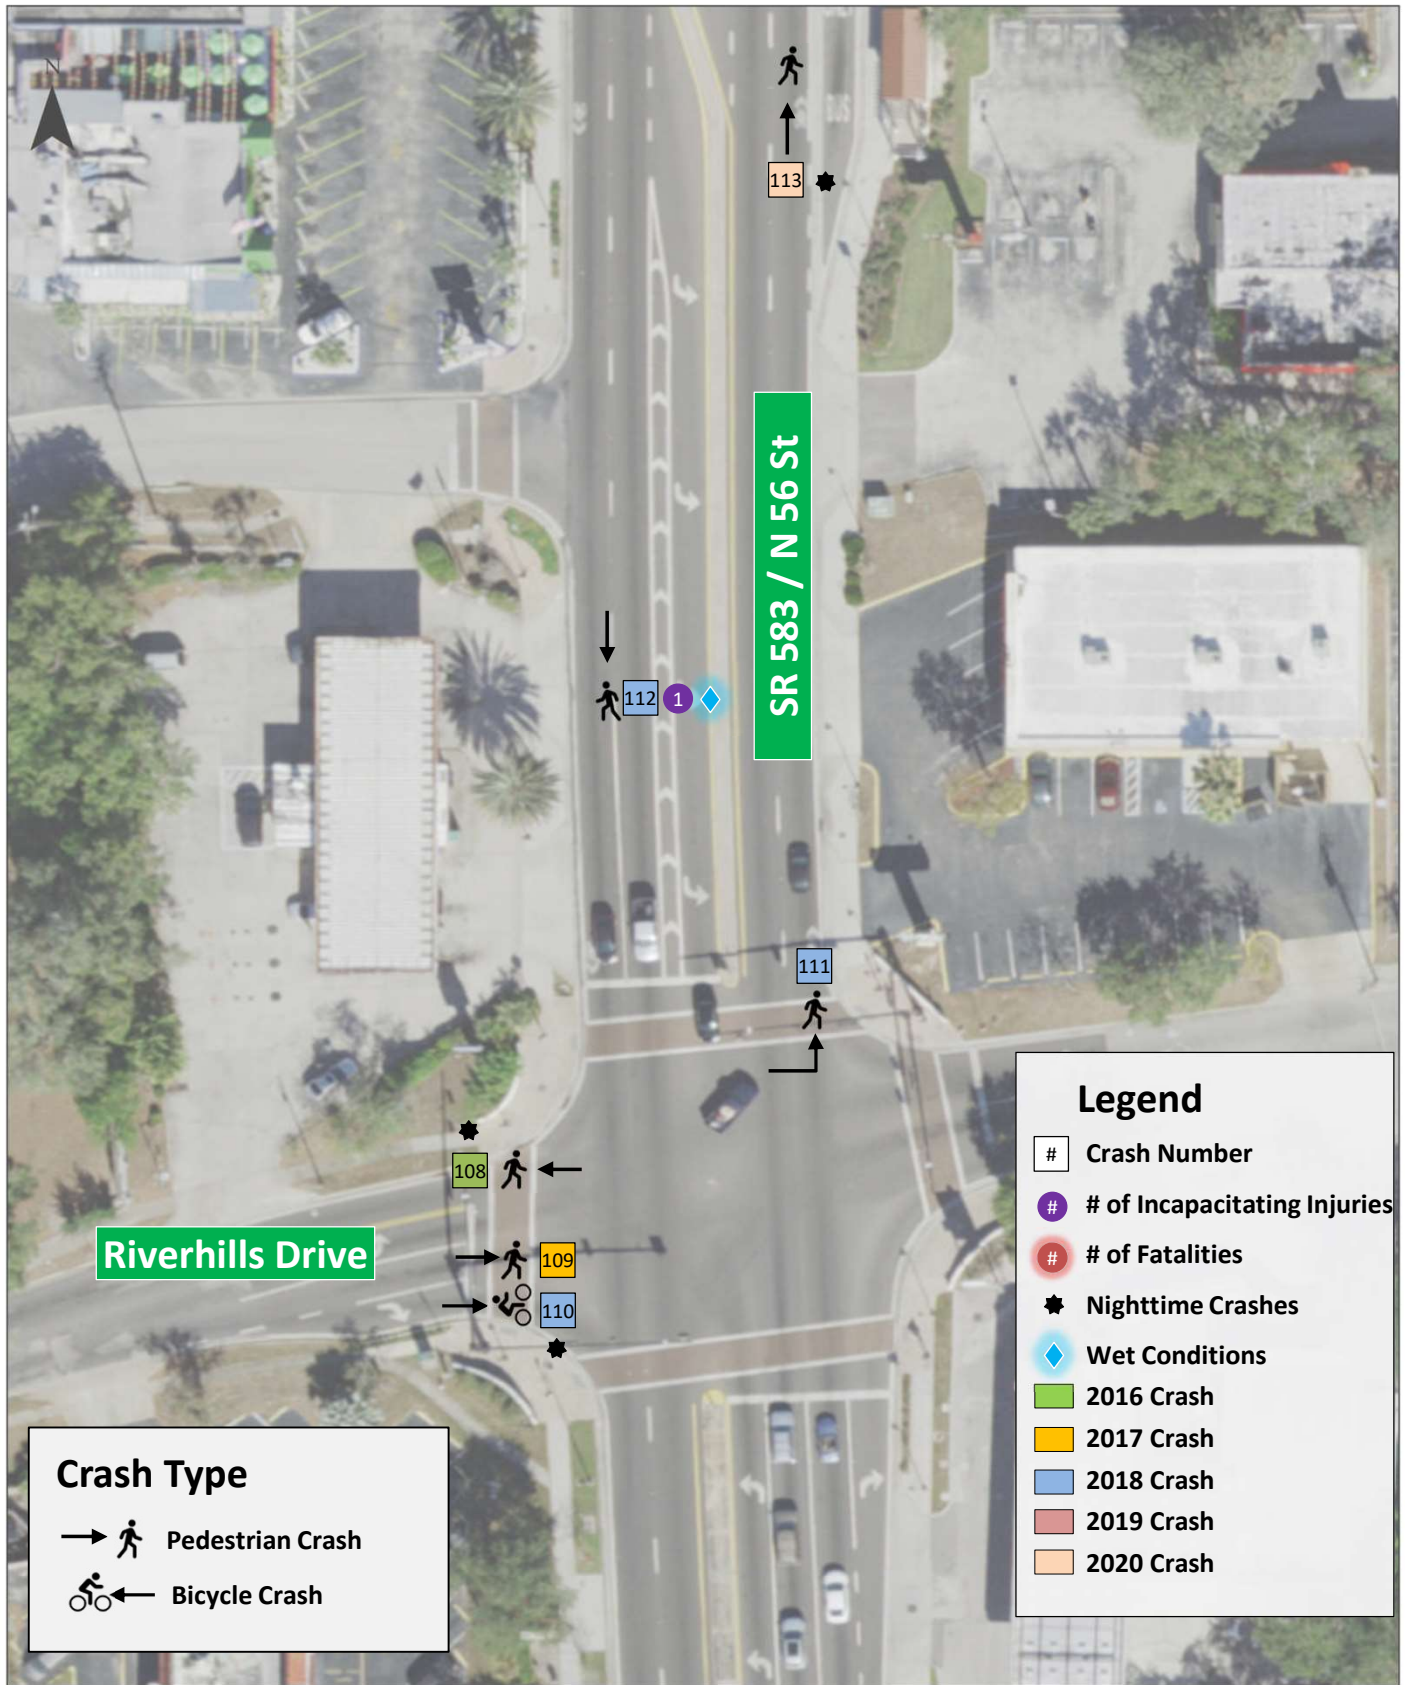 N
113
SR 583 / N 56 St
112
1
111
108
Riverhills Drive
109
110
Legend
# Crash Number
# # of Incapacitating Injuries
# # of Fatalities
Nighttime Crashes
Wet Conditions
2016 Crash
2017 Crash
2018 Crash
2019 Crash
2020 Crash
Crash Type
Pedestrian Crash
Bicycle Crash